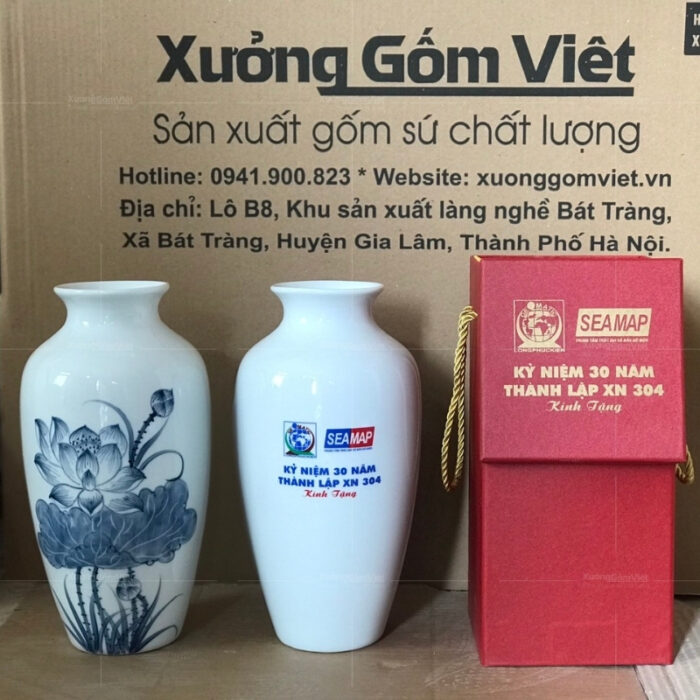 Xưởng Gốm Việt
Sản xuất gốm sứ chất lượng
Hotline: 0941.900.823 * Website: xuonggomviet.vn
Địa chỉ: Lô B8, Khu sản xuất làng nghề Bát Tràng,
Xã Bát Tràng, Huyện Gia Lâm, Thành Phố Hà Nội.
SEAMAP
KỶ NIỆM 30 NĂM
THÀNH LẬP XN 304
Kính Tặng
SEAMAP
KỶ NIỆM 30 NĂM
THÀNH LẬP XN 304
Kính Tặng
XưởngGốmViệt
XưởngGốmViệt